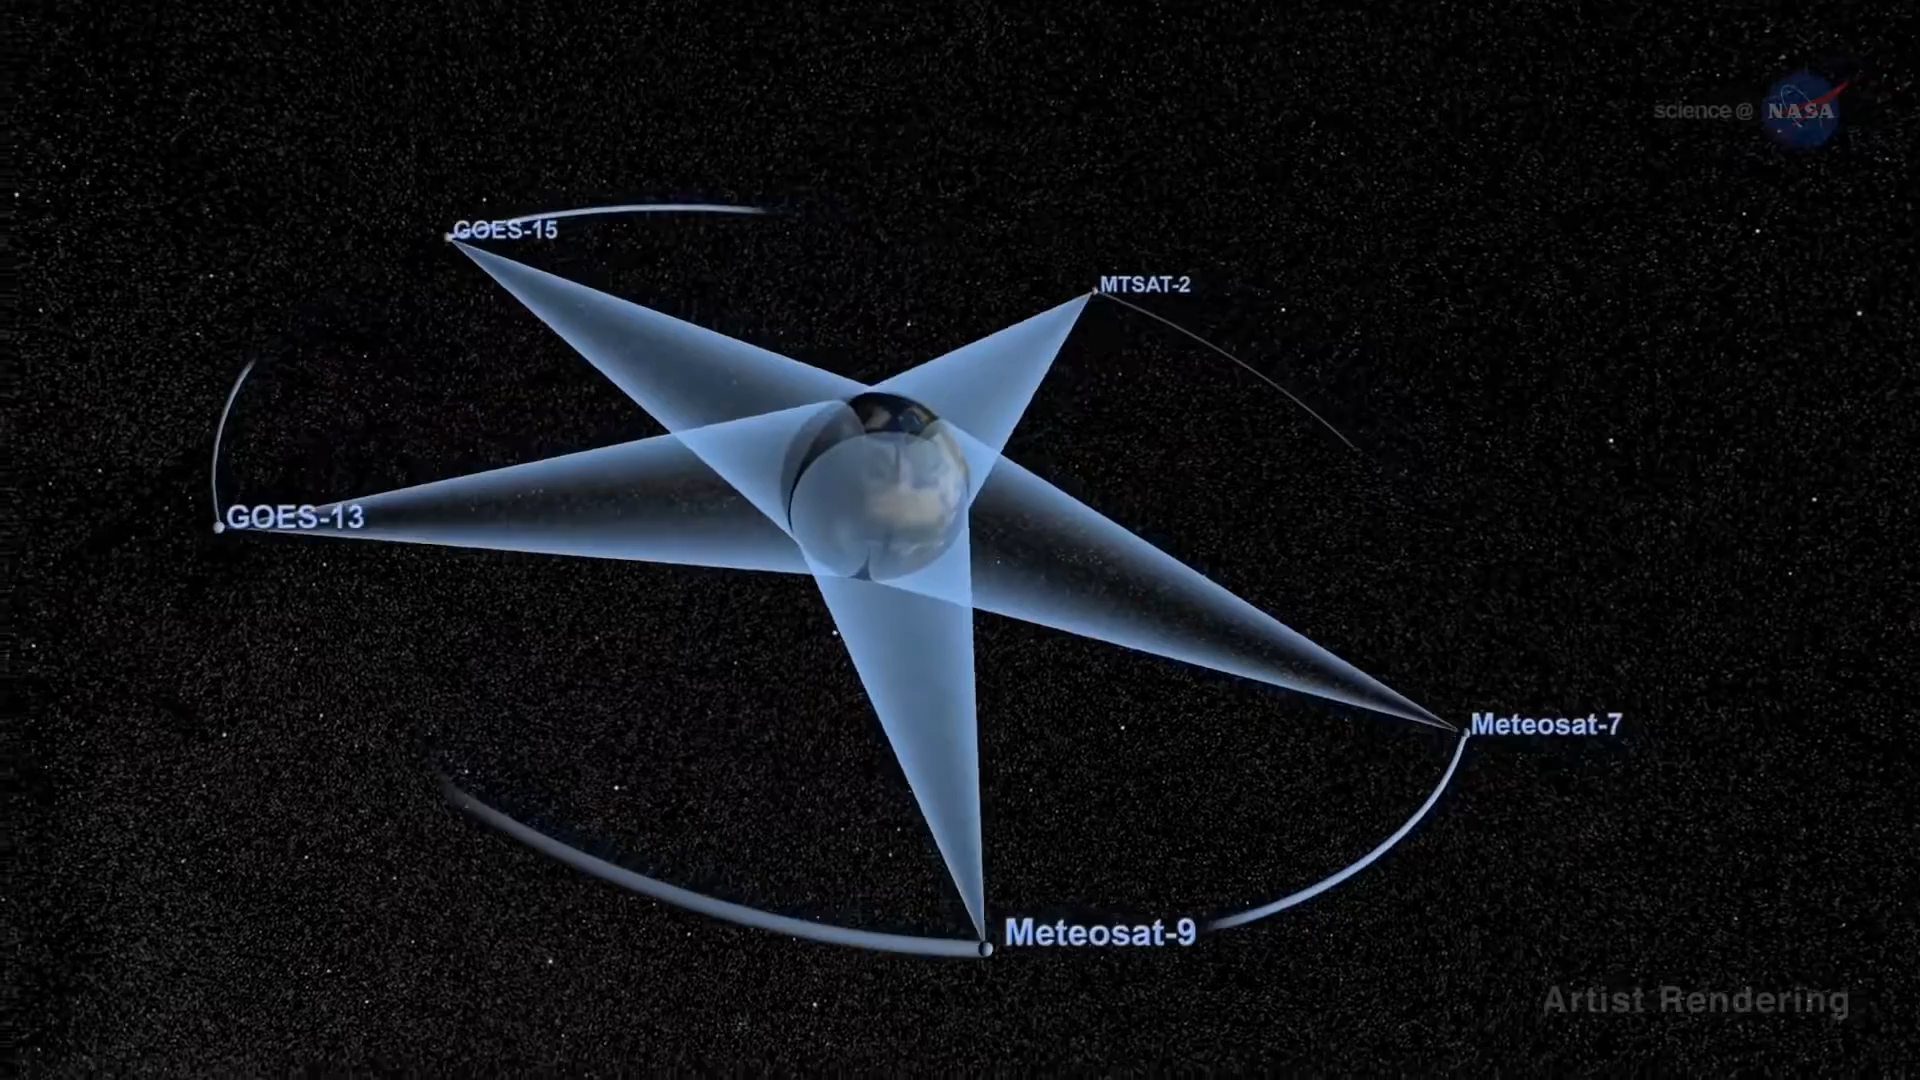 science @ NASA
GOES-15
MTSAT-2
GOES-13
Meteosat-7
Meteosat-9
Artist Rendering